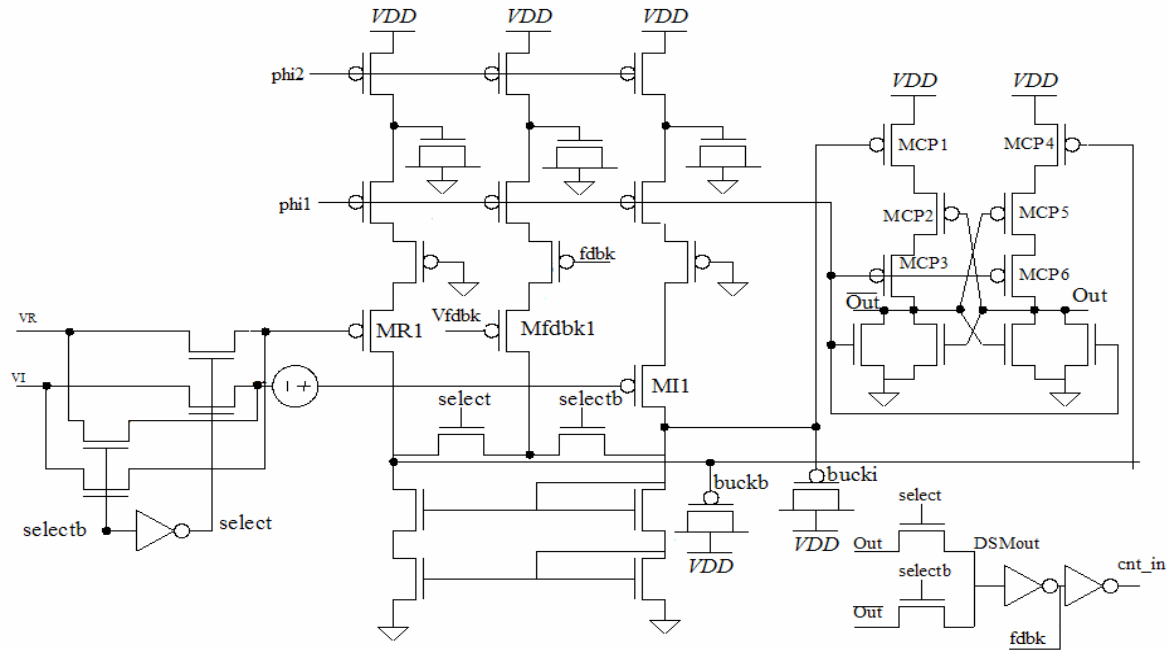 VDD VDD VDD
phi2
VDD VDD
MCP1 MCP4
phi1
MCP2 MCP5
fdbk
MCP3 MCP6
Out Out
VR
MR1 Vfdbk Mfdbk1
VI
- +
MI1
select selectb
buckb bucki
select
selectb select
VDD VDD
Out DSMout
selectb cnt_in
Out
fdbk